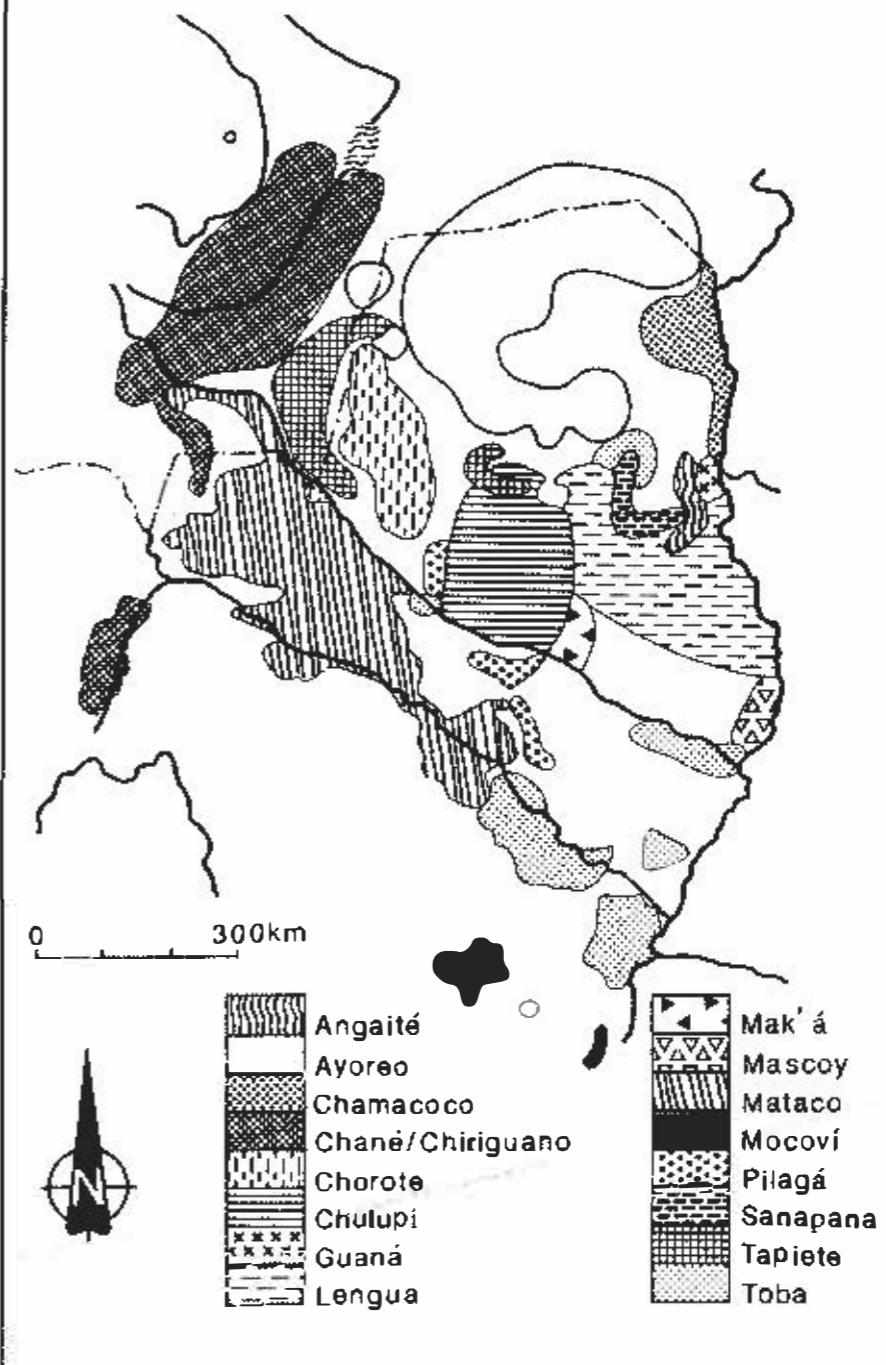 0 300km
Angaité
Ayoreo
Chamacoco
Chané/Chiriguano
Chorote
Chulupí
Guaná
Lengua
N
Mak'á
Mascoy
Mataco
Mocoví
Pilagá
Sanapana
Tapiete
Toba